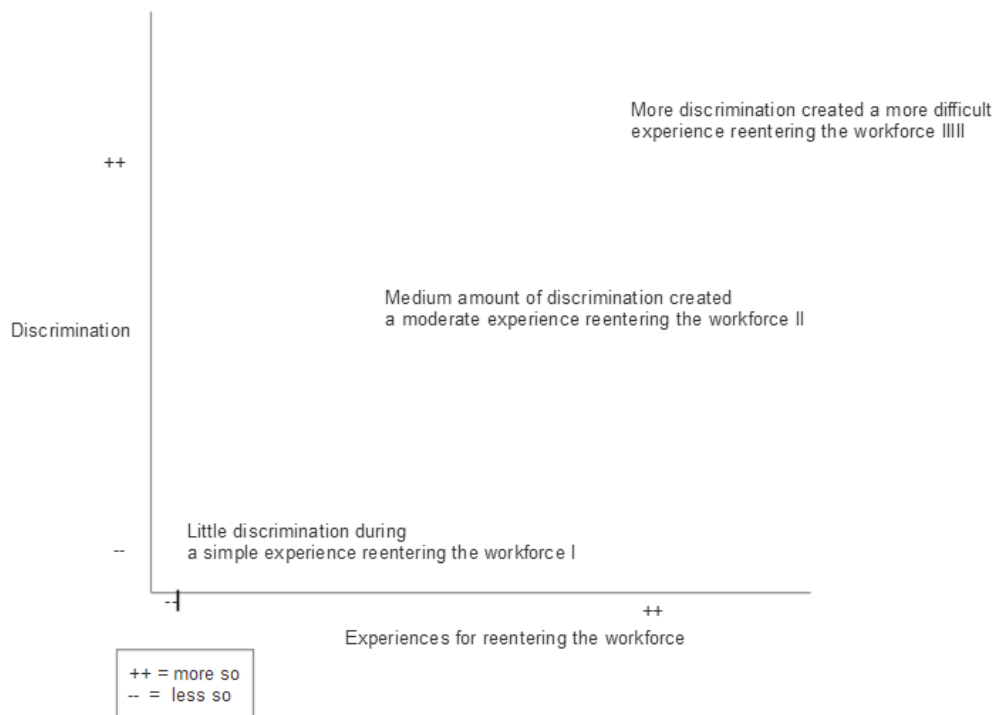 More discrimination created a more difficult
experience reentering the workforce IIIII
++
Medium amount of discrimination created
a moderate experience reentering the workforce II
Discrimination
Little discrimination during
a simple experience reentering the workforce I
--
--
++
Experiences for reentering the workforce
++ = more so
-- = less so